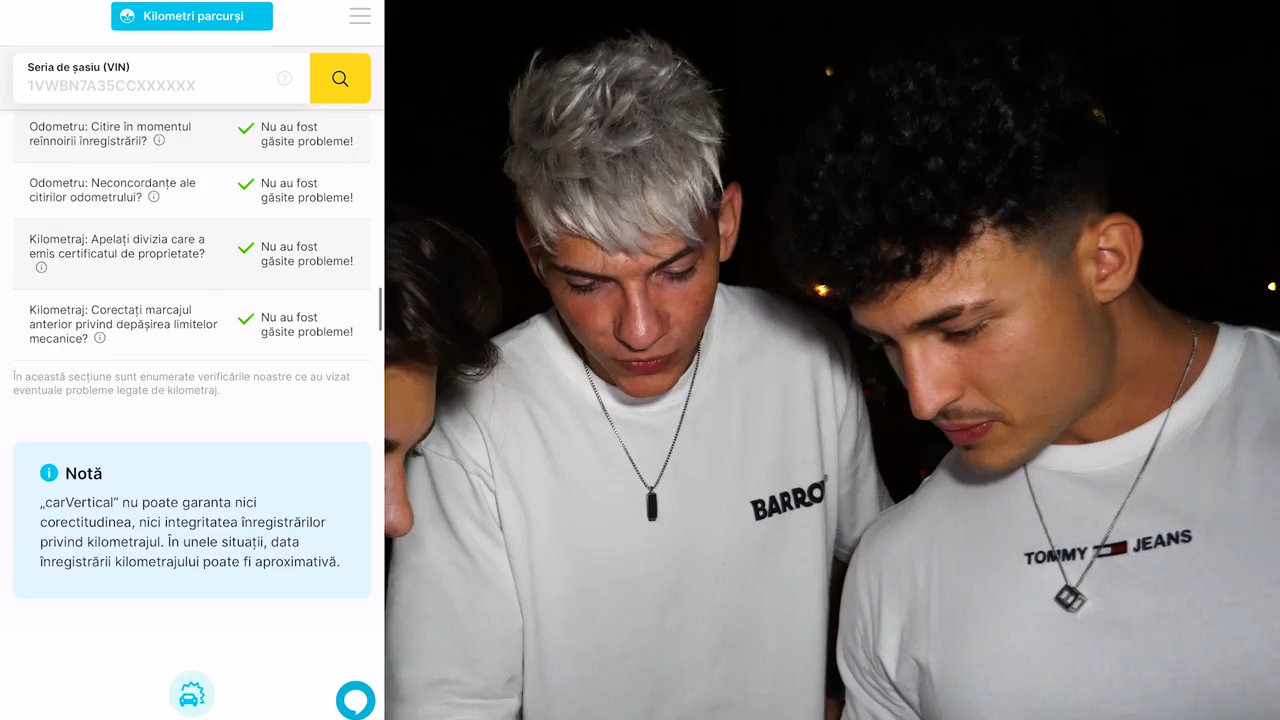 Kilometri parcurși
Seria de șasiu (VIN)
1VWBN7A35CCXXXXXX
Odometru: Citire în momentul
reînnoirii înregistrării?
Nu au fost
găsite probleme!
Odometru: Neconcordanțe ale
citirilor odometrului?
Nu au fost
găsite probleme!
Kilometraj: Apelați divizia care a
emis certificatul de proprietate?
Nu au fost
găsite probleme!
Kilometraj: Corectați marcajul
anterior privind depășirea limitelor
mecanice?
Nu au fost
găsite probleme!
În această secțiune sunt enumerate verificările noastre ce au vizat
eventuale probleme legate de kilometraj.
Notă
„carVertical” nu poate garanta nici
corectitudinea, nici integritatea înregistrărilor
privind kilometrajul. În unele situații, data
înregistrării kilometrajului poate fi aproximativă.
BARRO
TOMMY JEANS